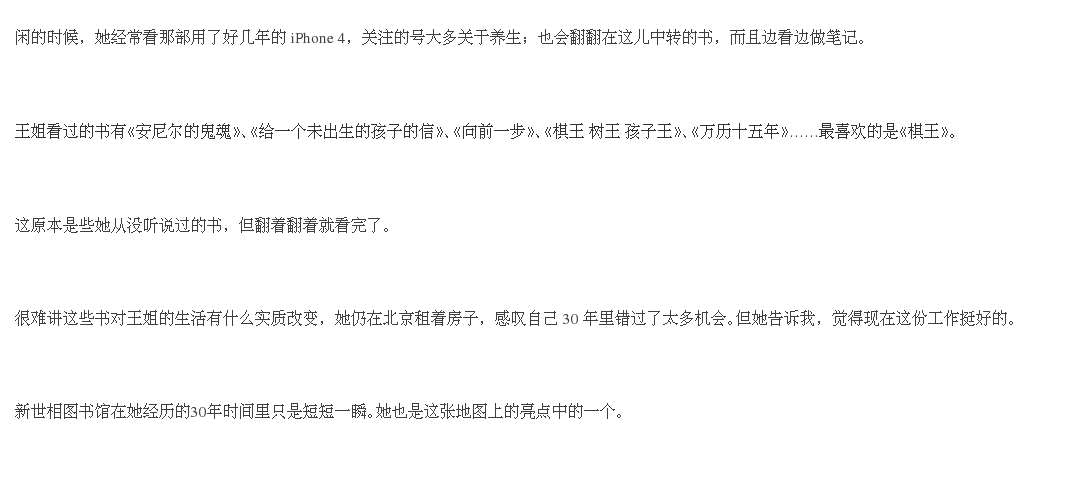 闲的时候，她经常看那部用了好几年的 iPhone 4，关注的号大多关于养生；也会翻翻在这儿中转的书，而且边看边做笔记。
王姐看过的书有《安尼尔的鬼魂》、《给一个未出生的孩子的信》、《向前一步》、《棋王 树王 孩子王》、《万历十五年》……最喜欢的是《棋王》。
这原本是些她从没听说过的书，但翻着翻着就看完了。
很难讲这些书对王姐的生活有什么实质改变，她仍在北京租着房子，感叹自己 30 年里错过了太多机会。但她告诉我，觉得现在这份工作挺好的。
新世相图书馆在她经历的30年时间里只是短短一瞬。她也是这张地图上的亮点中的一个。